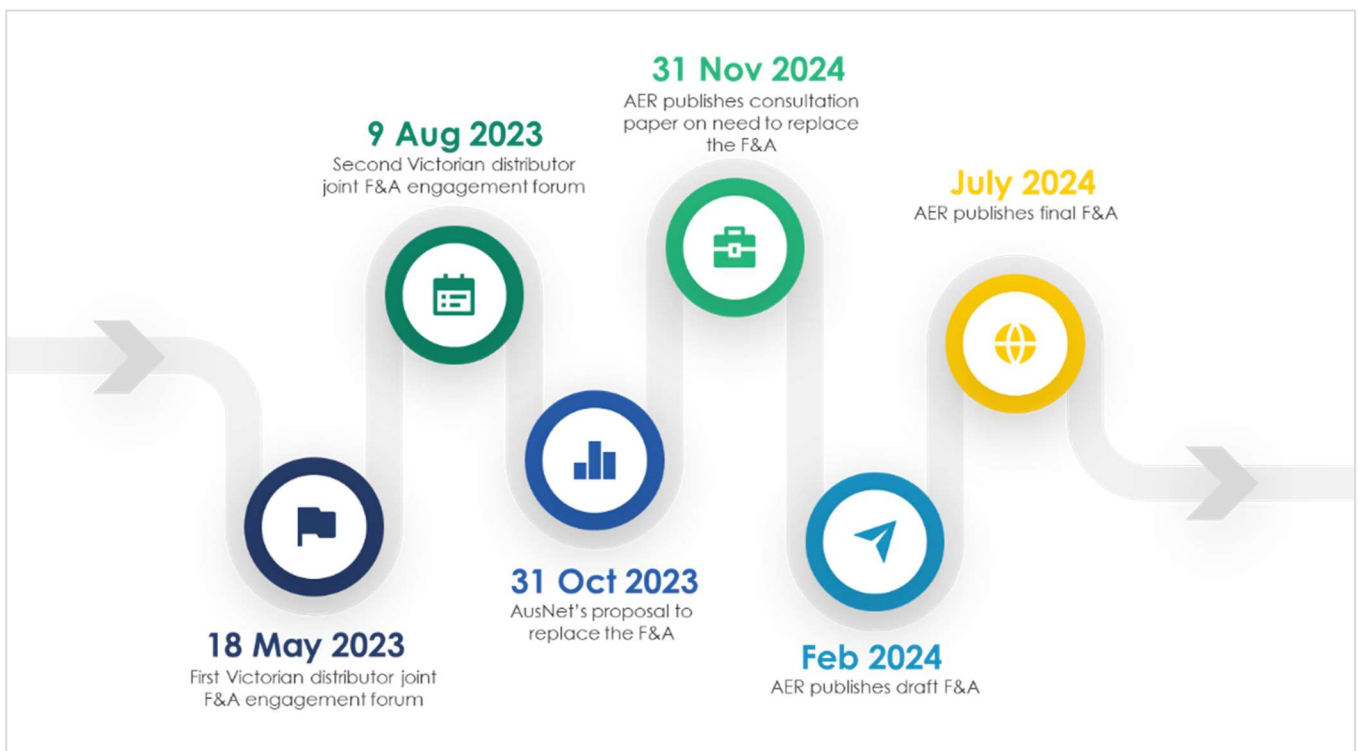 18 May 2023
First Victorian distributor joint
F&A engagement forum
9 Aug 2023
Second Victorian distributor
joint F&A engagement forum
31 Oct 2023
AusNet's proposal to
replace the F&A
31 Nov 2024
AER publishes consultation
paper on need to replace
the F&A
Feb 2024
AER publishes draft F&A
July 2024
AER publishes final F&A